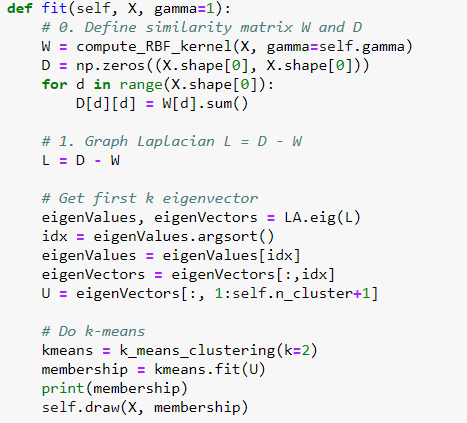 def fit(self, X, gamma=1):
    # 0. Define similarity matrix W and D
    W = compute_RBF_kernel(X, gamma=self.gamma)
    D = np.zeros((X.shape[0], X.shape[0]))
    for d in range(X.shape[0]):
        D[d][d] = W[d].sum()

    # 1. Graph Laplacian L = D - W
    L = D - W

    # Get first k eigenvector
    eigenValues, eigenVectors = LA.eig(L)
    idx = eigenValues.argsort()
    eigenValues = eigenValues[idx]
    eigenVectors = eigenVectors[:,idx]
    U = eigenVectors[:, 1:self.n_cluster+1]

    # Do k-means
    kmeans = k_means_clustering(k=2)
    membership = kmeans.fit(U)
    print(membership)
    self.draw(X, membership)